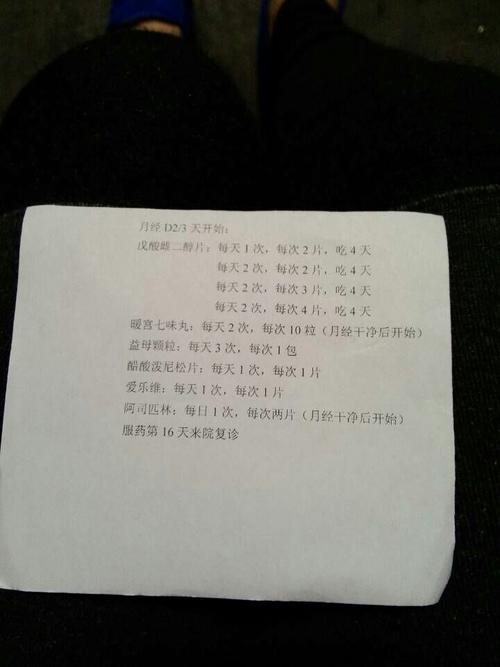 月经 D2/3 天开始:
戊酸雌二醇片：每天 1 次，每次 2 片，吃 4 天
每天 2 次，每次 2 片，吃 4 天
每天 2 次，每次 3 片，吃 4 天
每天 2 次，每次 4 片，吃 4 天
暖宫七味丸：每天 2 次，每次 10 粒（月经干净后开始）
益母颗粒：每天 3 次，每次 1 包
醋酸泼尼松片：每天 1 次，每次 1 片
爱乐维：每天 1 次，每次 1 片
阿司匹林：每日 1 次，每次两片（月经干净后开始）
服药第 16 天来院复诊